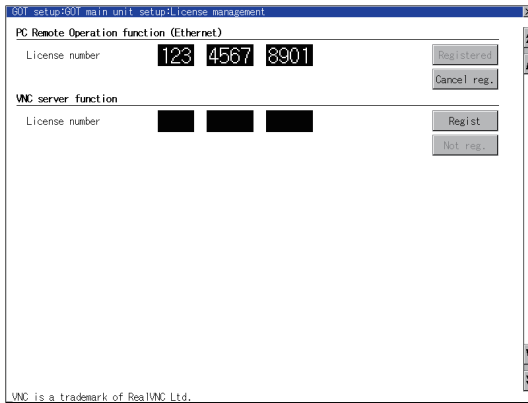 GOT setup:GOT main unit setup:License management
PC Remote Operation function (Ethernet)
License number 123 4567 8901 Registered
Cancel reg.
VNC server function
License number Regist
Not reg.
VNC is a trademark of RealVNC Ltd.